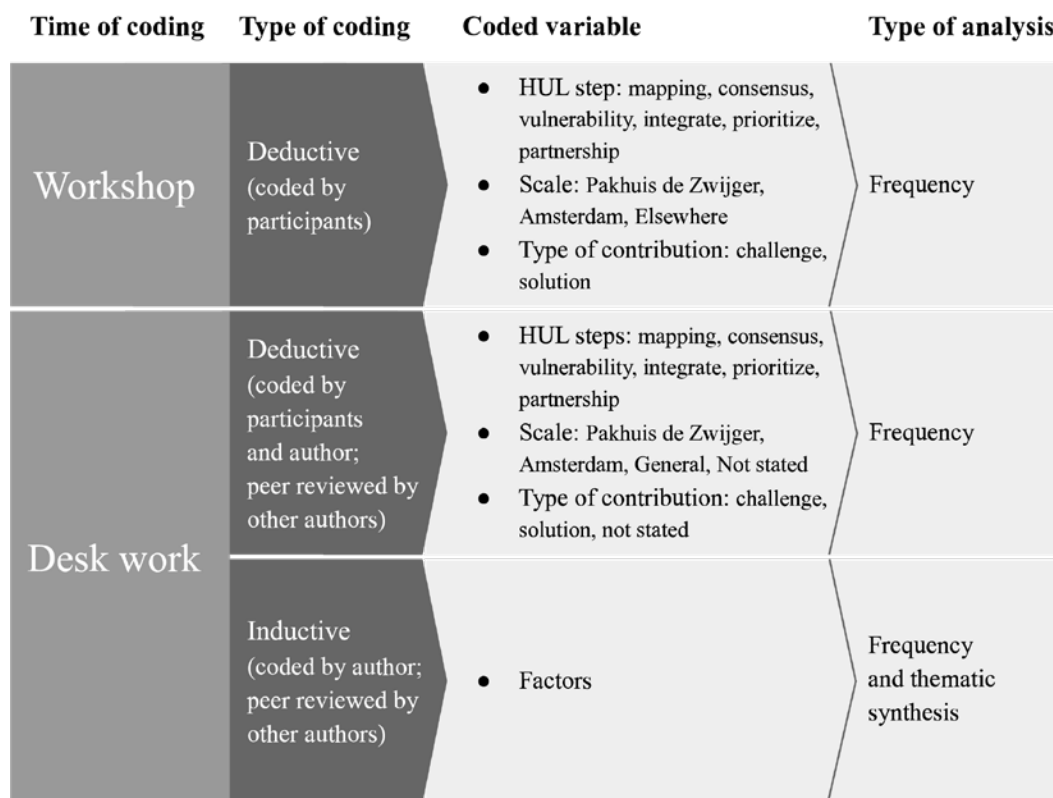 Time of coding
Type of coding
Coded variable
Type of analysis
Workshop
Deductive
(coded by
participants)
● HUL step: mapping, consensus,
vulnerability, integrate, prioritize,
partnership
● Scale: Pakhuis de Zwijger,
Amsterdam, Elsewhere
● Type of contribution: challenge,
solution
Frequency
Desk work
Deductive
(coded by
participants
and author;
peer reviewed by
other authors)
● HUL steps: mapping, consensus,
vulnerability, integrate, prioritize,
partnership
● Scale: Pakhuis de Zwijger,
Amsterdam, General, Not stated
● Type of contribution: challenge,
solution, not stated
Frequency
Inductive
(coded by author;
peer reviewed by
other authors)
● Factors
Frequency
and thematic
synthesis